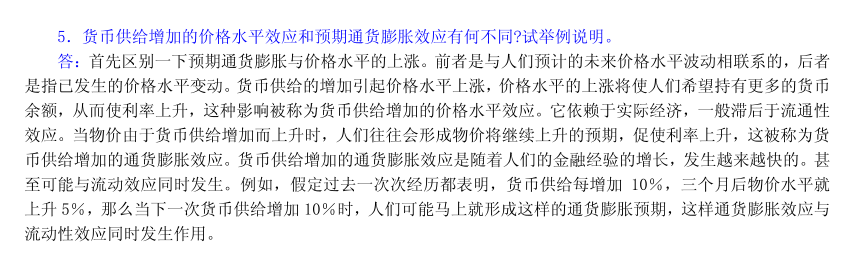 5．货币供给增加的价格水平效应和预期通货膨胀效应有何不同?试举例说明。
答：首先区别一下预期通货膨胀与价格水平的上涨。前者是与人们预计的未来价格水平波动相联系的，后者
是指已发生的价格水平变动。货币供给的增加引起价格水平上涨，价格水平的上涨将使人们希望持有更多的货币
余额，从而使利率上升，这种影响被称为货币供给增加的价格水平效应。它依赖于实际经济，一般滞后于流通性
效应。当物价由于货币供给增加而上升时，人们往往会形成物价将继续上升的预期，促使利率上升，这被称为货
币供给增加的通货膨胀效应。货币供给增加的通货膨胀效应是随着人们的金融经验的增长，发生越来越快的。甚
至可能与流动效应同时发生。例如，假定过去一次次经历都表明，货币供给每增加 10％，三个月后物价水平就
上升 5％，那么当下一次货币供给增加 10％时，人们可能马上就形成这样的通货膨胀预期，这样通货膨胀效应与
流动性效应同时发生作用。